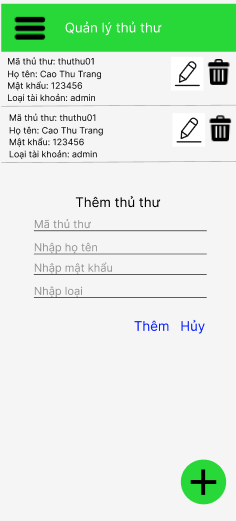 Quản lý thủ thư
Mã thủ thư: thuthu01
Họ tên: Cao Thu Trang
Mật khẩu: 123456
Loại tài khoản: admin
Mã thủ thư: thuthu01
Họ tên: Cao Thu Trang
Mật khẩu: 123456
Loại tài khoản: admin
Thêm thủ thư
Mã thủ thư
Nhập họ tên
Nhập mật khẩu
Nhập loại
Thêm Hủy